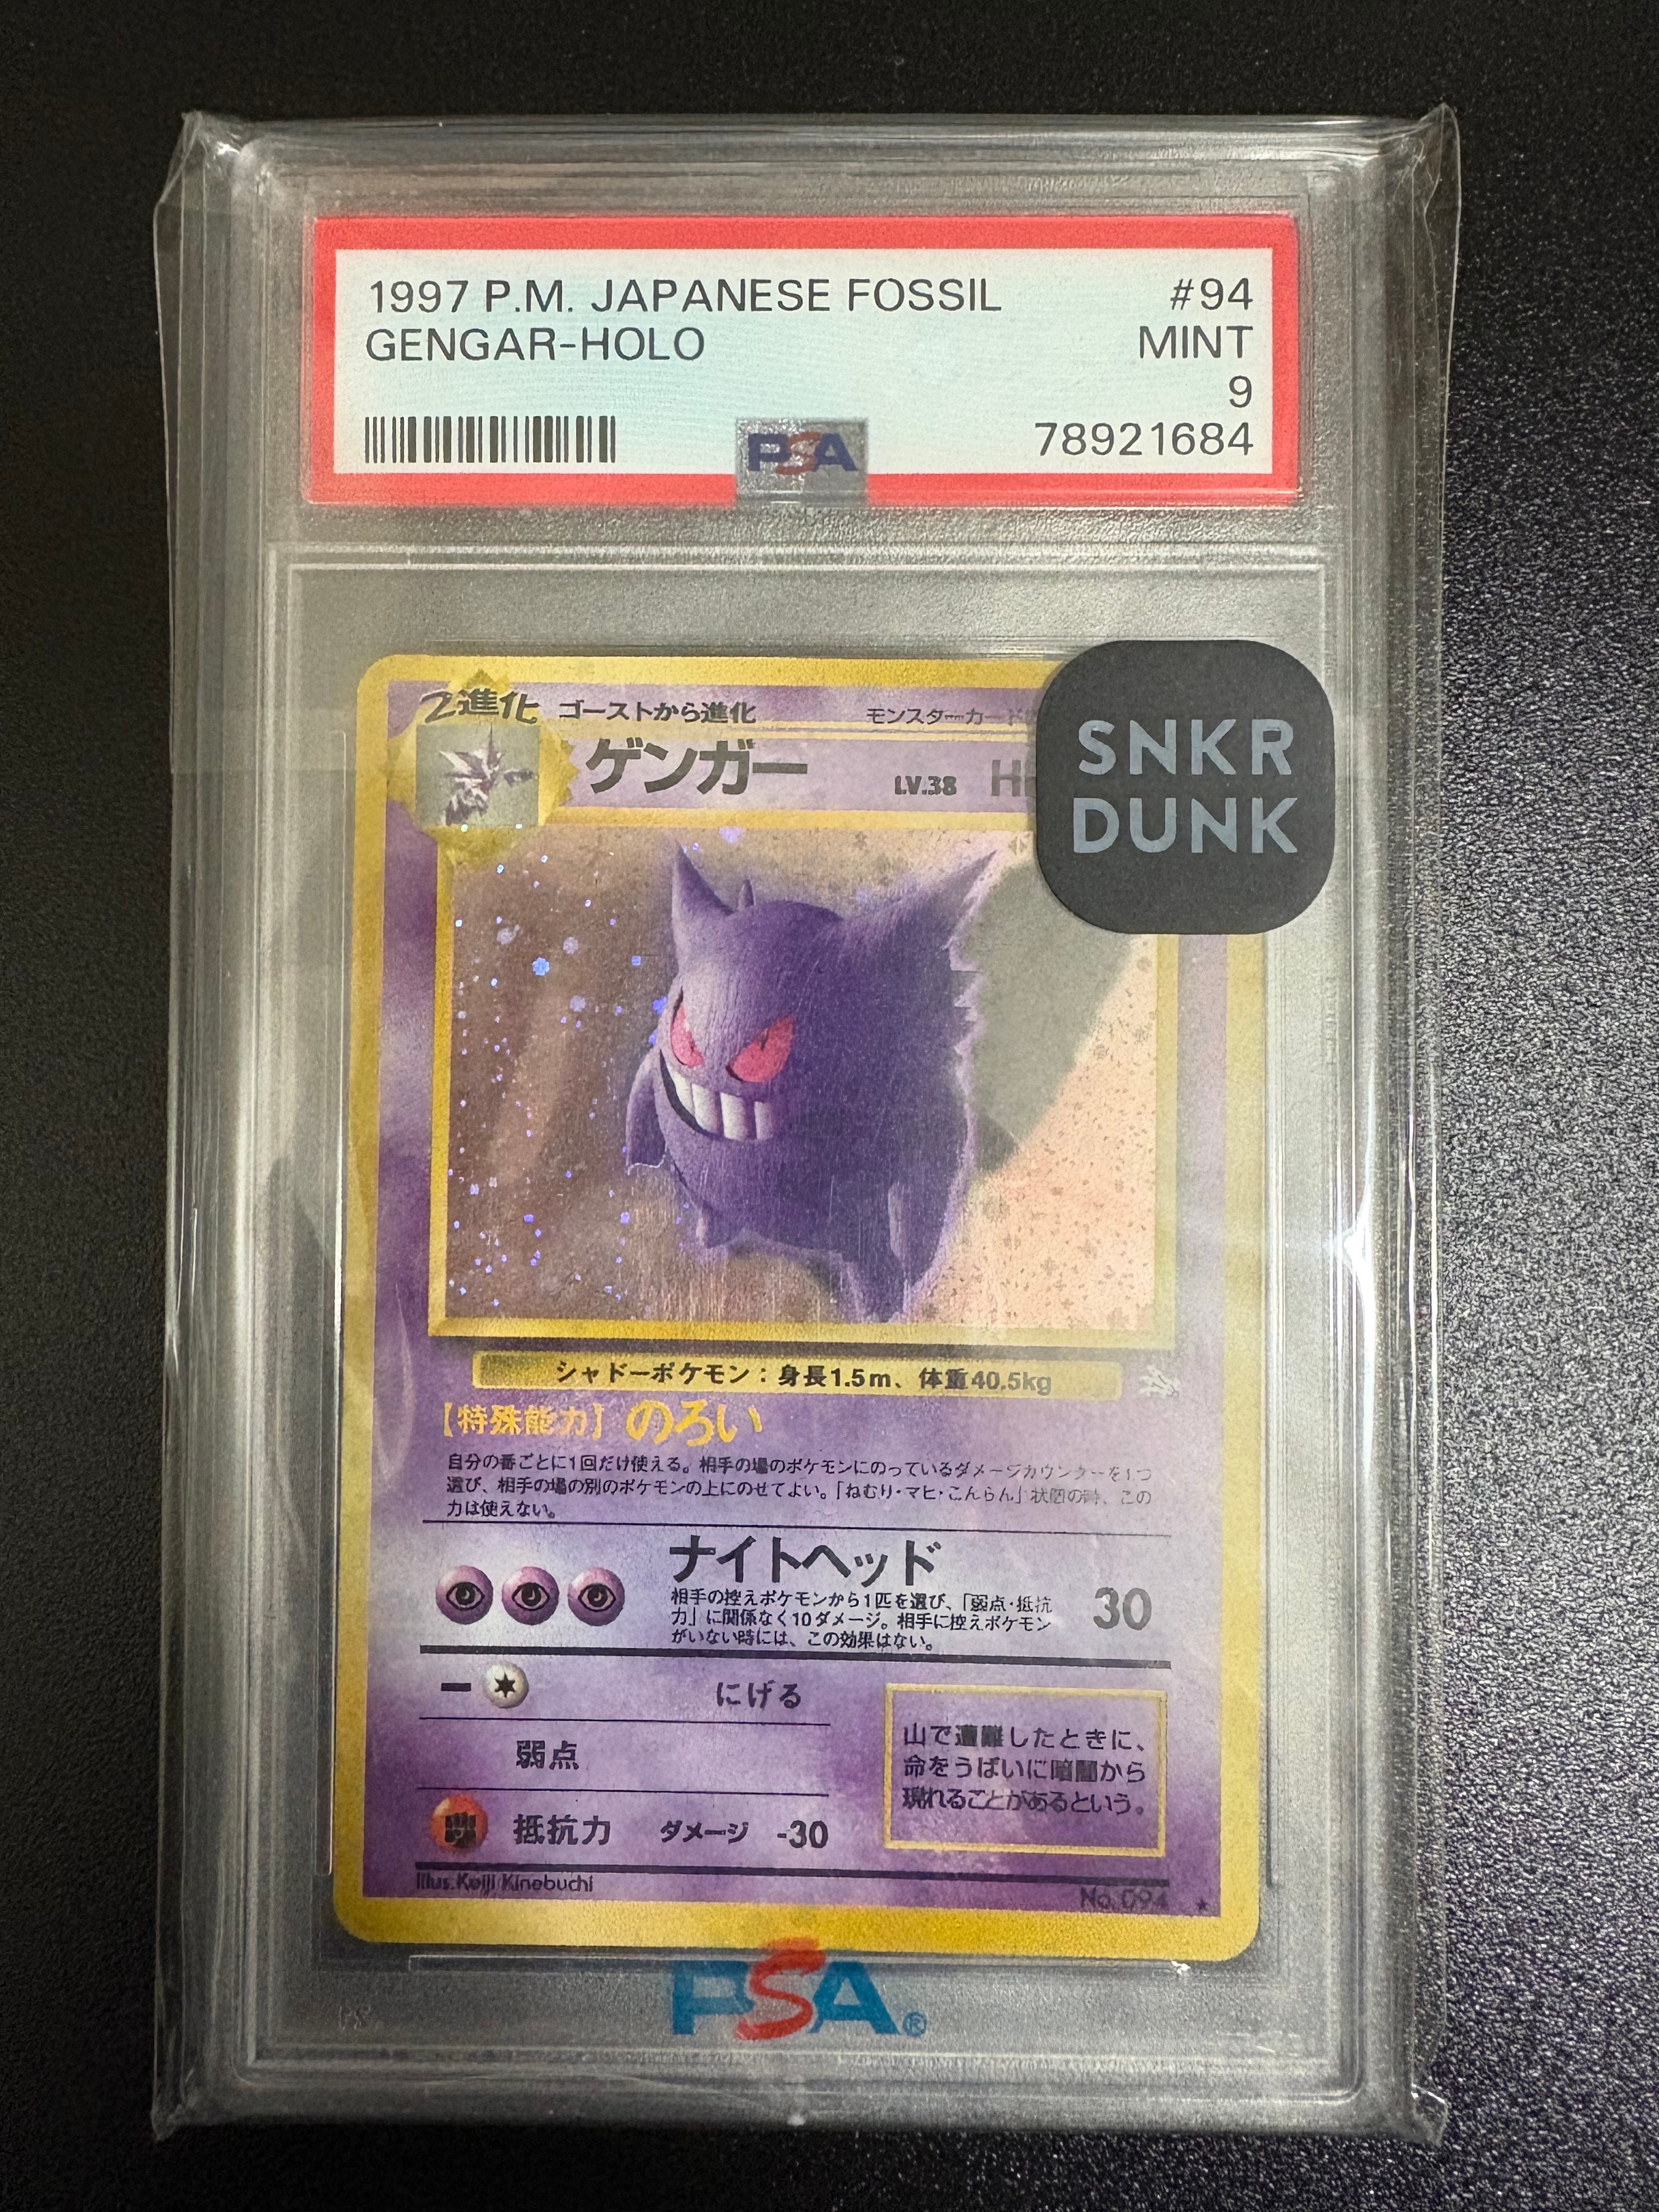 1997 P.M. JAPANESE FOSSIL #94
GENGAR-HOLO MINT
9
PSA 78921684
2進化 ゴーストから進化 モンスターカード
ゲンガー LV.38 H
SNKR
DUNK
シャドーポケモン：身長1.5m、体重40.5kg
【特殊能力】のろい
自分の番ごとに1回だけ使える。相手の場のポケモンにのっているダメージカウンターを1つ
選び、相手の場の別のポケモンの上にのせてよい。「ねむり・マヒ・こんらん」状態の時、この
力は使えない。
ナイトヘッド
相手の控えポケモンから1匹を選び、「弱点・抵抗
力」に関係なく10ダメージ。相手に控えポケモン
がいない時には、この効果はない。
30
にげる
弱点
抵抗力 ダメージ -30
山で遭難したときに、
命をうばいに暗闇から
現れることがあるという。
Illus. Keiji Kinebuchi
No.094 ★
PSA®